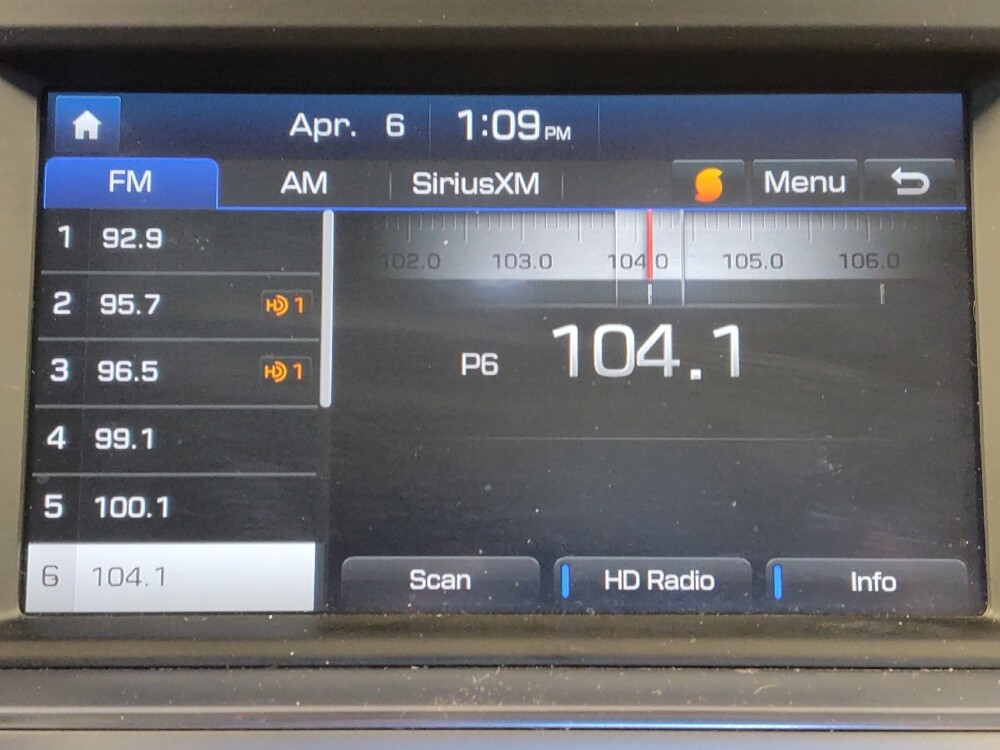 Apr. 6 1:09 PM
FM AM SiriusXM Menu
1 92.9
2 95.7 HD 1
3 96.5 HD 1
4 99.1
5 100.1
6 104.1
102.0 103.0 104.0 105.0 106.0
P6 104.1
Scan HD Radio Info